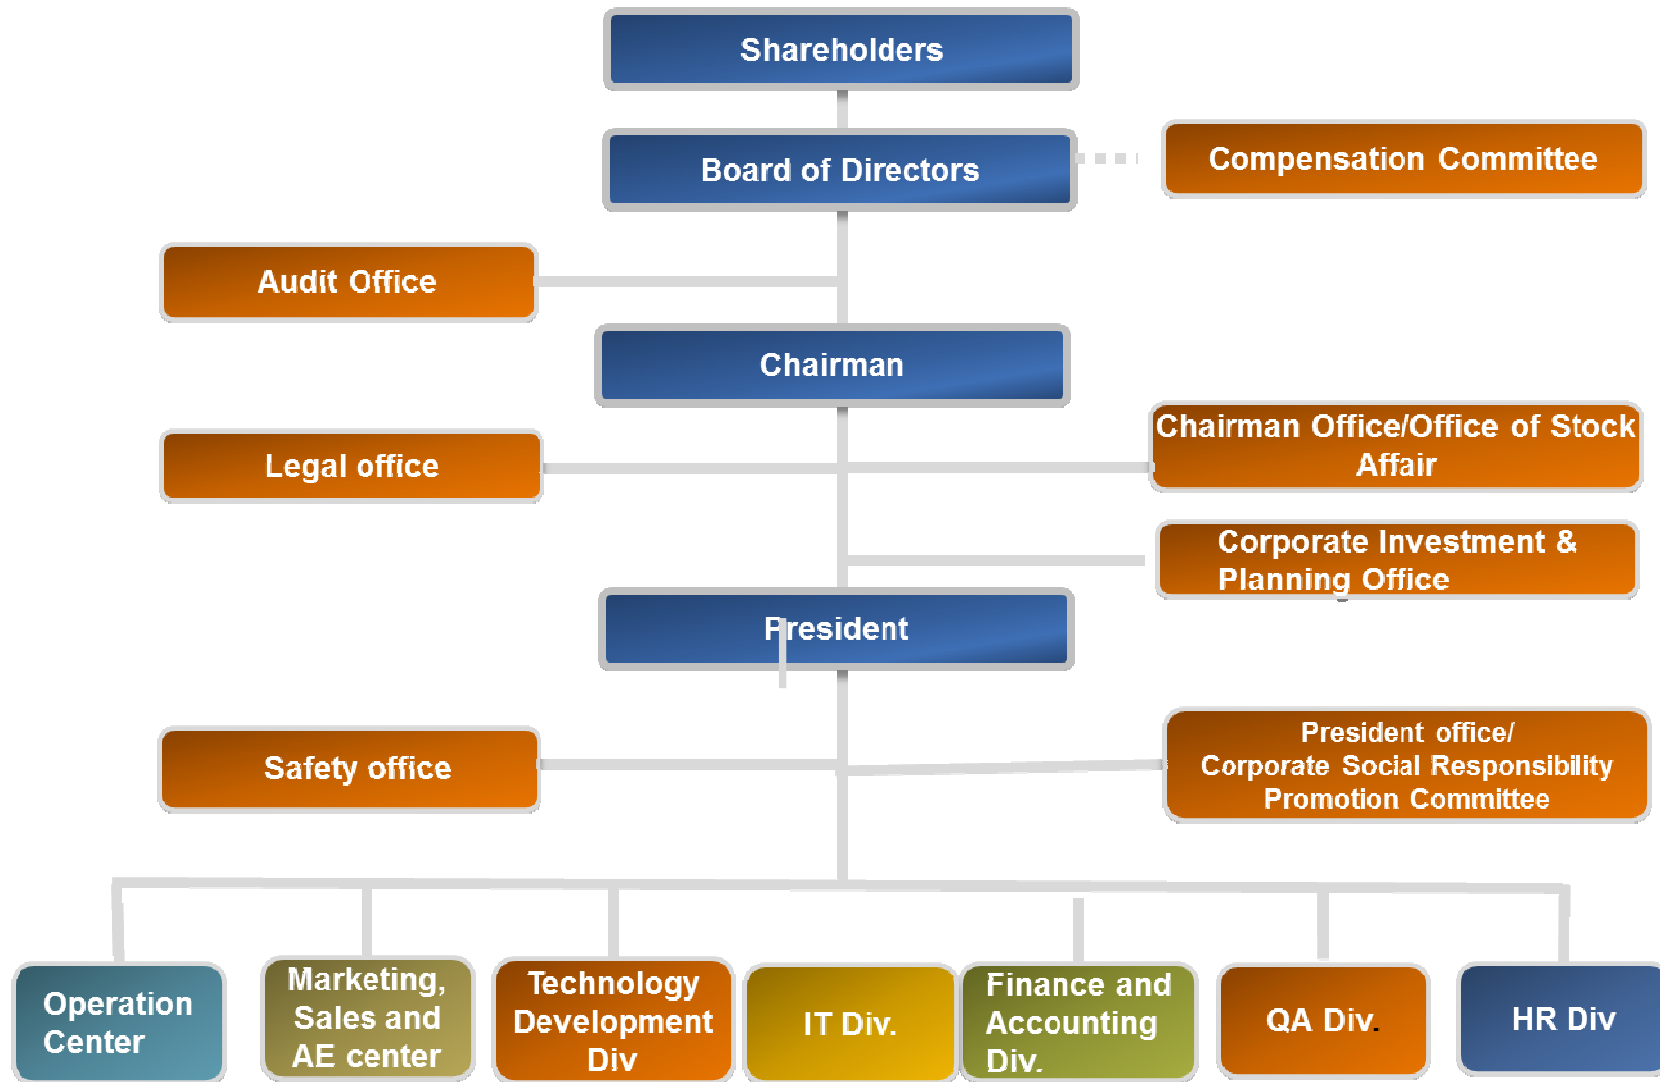 Shareholders
Board of Directors
Compensation Committee
Audit Office
Chairman
Legal office
Chairman Office/Office of Stock
Affair
Corporate Investment &
Planning Office
President
Safety office
President office/
Corporate Social Responsibility
Promotion Committee
Operation
Center
Marketing,
Sales and
AE center
Technology
Development
Div
IT Div.
Finance and
Accounting
Div.
QA Div.
HR Div